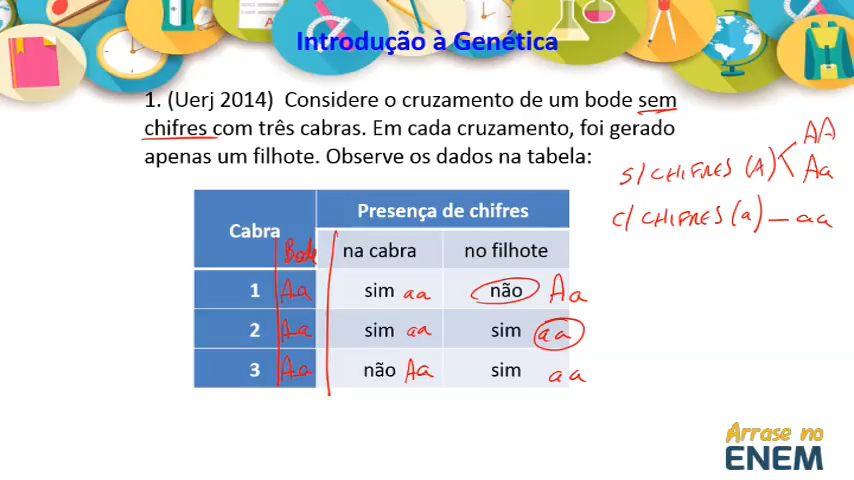 Introdução à Genética
1. (Uerj 2014) Considere o cruzamento de um bode sem
chifres com três cabras. Em cada cruzamento, foi gerado
apenas um filhote. Observe os dados na tabela:
S/ CHIFRES (A) AA
Aa
C/ CHIFRES (a) — aa
Cabra Presença de chifres
Bode na cabra no filhote
1 Aa sim aa não Aa
2 Aa sim aa sim aa
3 Aa não Aa sim aa
Arrase no
ENEM